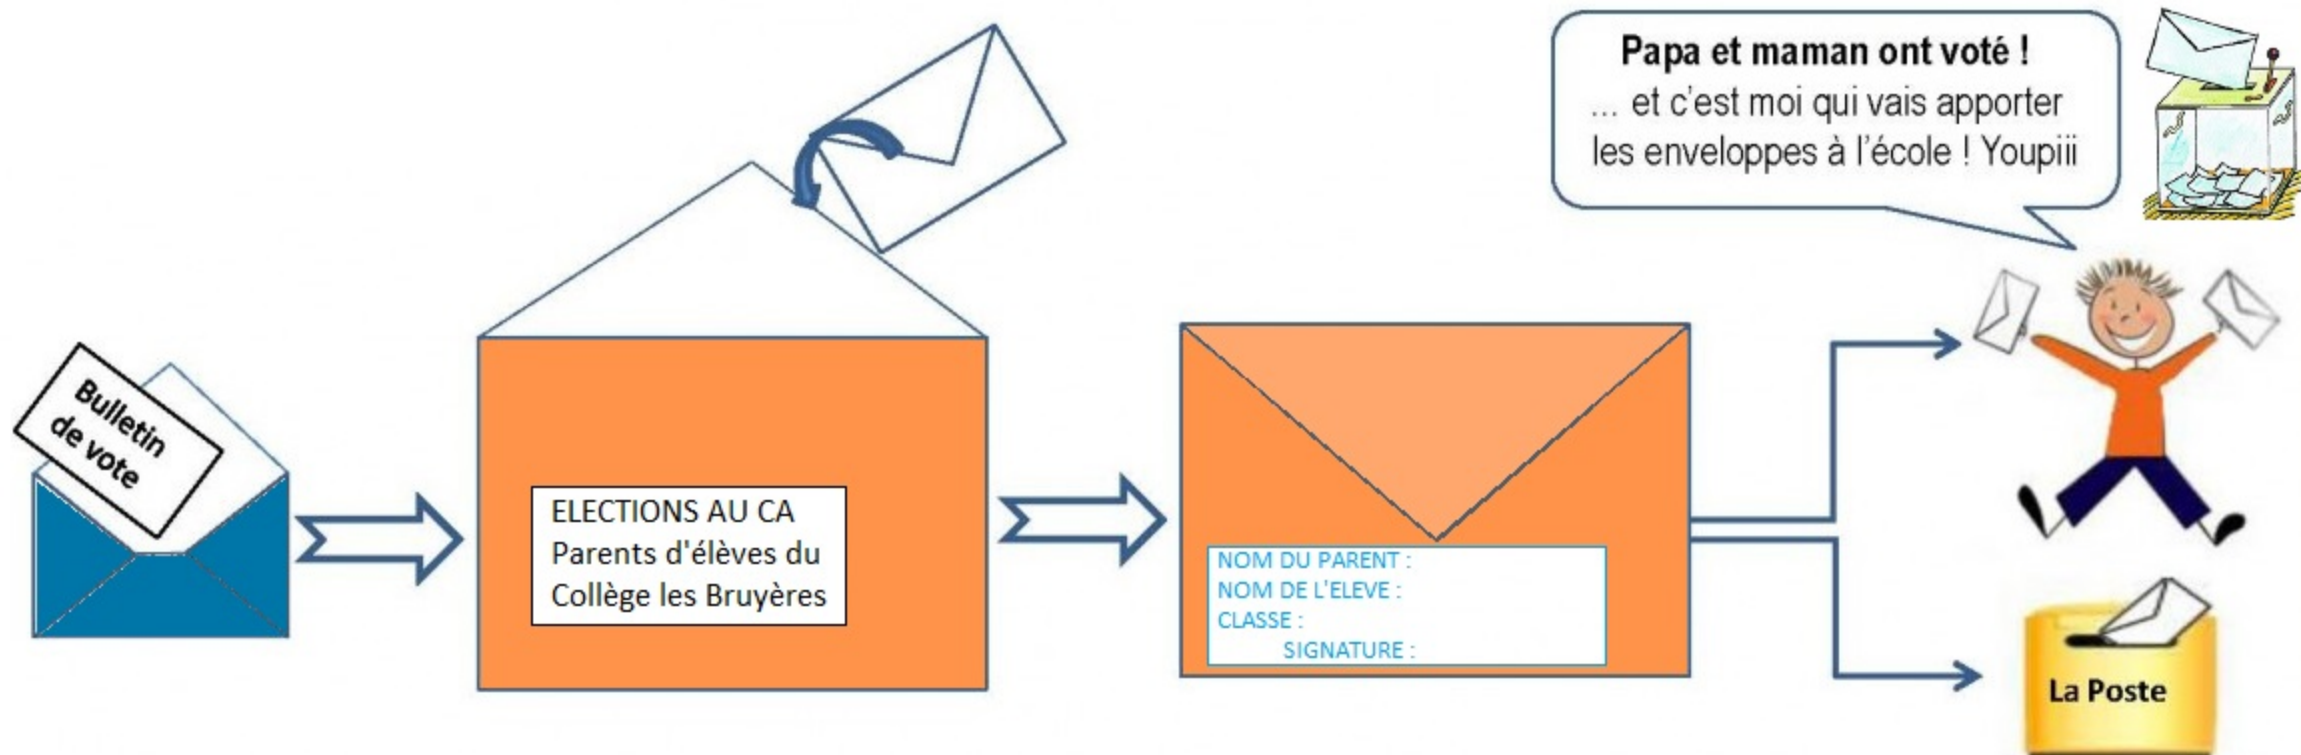 Papa et maman ont voté !
... et c'est moi qui vais apporter
les enveloppes à l'école ! Youpiii
Bulletin
de vote
ELECTIONS AU CA
Parents d'élèves du
Collège les Bruyères
NOM DU PARENT :
NOM DE L'ELEVE :
CLASSE :
SIGNATURE :
La Poste